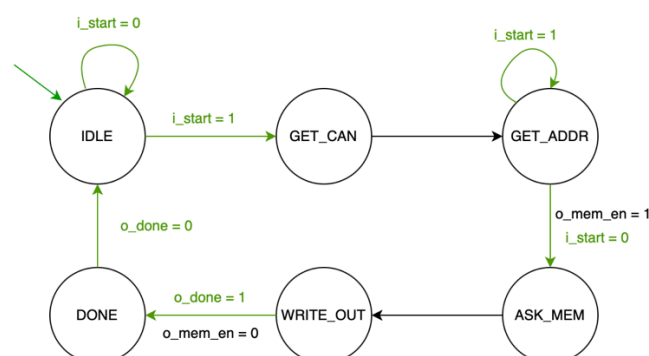 i_start = 0
i_start = 1
i_start = 1
IDLE
GET_CAN
GET_ADDR
o_mem_en = 1
i_start = 0
o_done = 0
o_done = 1
DONE
WRITE_OUT
ASK_MEM
o_mem_en = 0